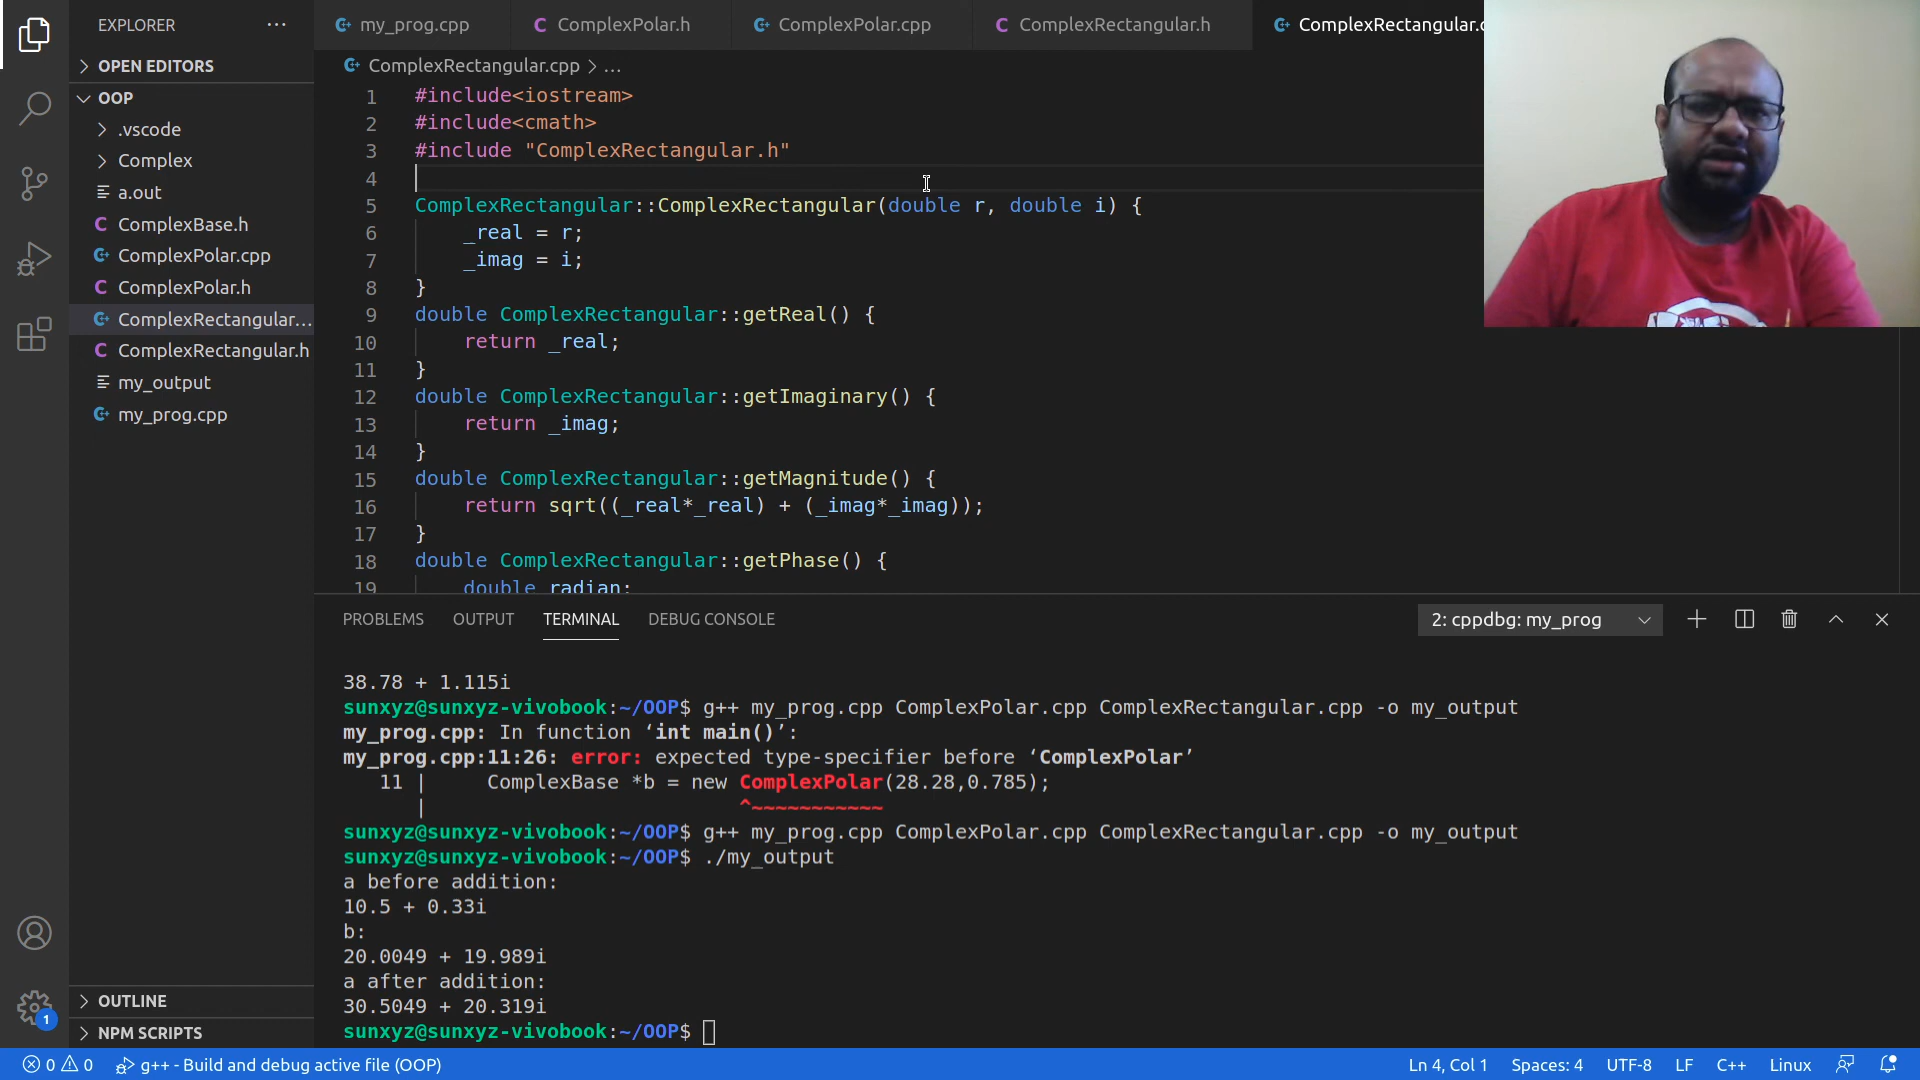 EXPLORER
my_prog.cpp
ComplexPolar.h
ComplexPolar.cpp
ComplexRectangular.h
ComplexRectangular.c
OPEN EDITORS
OOP
.vscode
Complex
a.out
ComplexBase.h
ComplexPolar.cpp
ComplexPolar.h
ComplexRectangular...
ComplexRectangular.h
my_output
my_prog.cpp
OUTLINE
NPM SCRIPTS
1
ComplexRectangular.cpp > ...
1 #include<iostream>
2 #include<cmath>
3 #include "ComplexRectangular.h"
4
5 ComplexRectangular::ComplexRectangular(double r, double i) {
6 _real = r;
7 _imag = i;
8 }
9 double ComplexRectangular::getReal() {
10 return _real;
11 }
12 double ComplexRectangular::getImaginary() {
13 return _imag;
14 }
15 double ComplexRectangular::getMagnitude() {
16 return sqrt((_real*_real) + (_imag*_imag));
17 }
18 double ComplexRectangular::getPhase() {
19 double radian;
PROBLEMS OUTPUT TERMINAL DEBUG CONSOLE 2: cppdbg: my_prog
38.78 + 1.115i
sunxyz@sunxyz-vivobook:~/OOP$ g++ my_prog.cpp ComplexPolar.cpp ComplexRectangular.cpp -o my_output
my_prog.cpp: In function ‘int main()’:
my_prog.cpp:11:26: error: expected type-specifier before ‘ComplexPolar’
11 | ComplexBase *b = new ComplexPolar(28.28,0.785);
| ^~~~~~~~~~~~
sunxyz@sunxyz-vivobook:~/OOP$ g++ my_prog.cpp ComplexPolar.cpp ComplexRectangular.cpp -o my_output
sunxyz@sunxyz-vivobook:~/OOP$ ./my_output
a before addition:
10.5 + 0.33i
b:
20.0049 + 19.989i
a after addition:
30.5049 + 20.319i
sunxyz@sunxyz-vivobook:~/OOP$
0 0 g++ - Build and debug active file (OOP) Ln 4, Col 1 Spaces: 4 UTF-8 LF C++ Linux